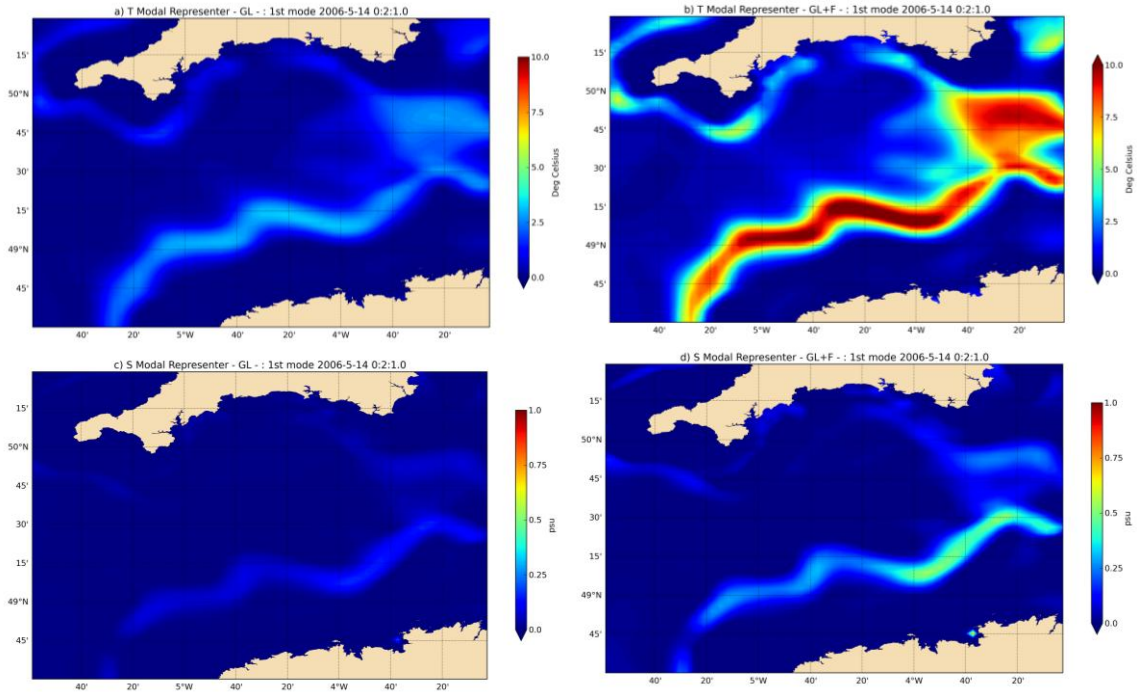 a) T Modal Representer - GL - : 1st mode 2006-5-14 0:2:1.0
15'
50°N
45'
30'
15'
49°N
45'
40' 20' 5°W 40' 20' 4°W 40' 20'
10.0
7.5
5.0
2.5
0.0
Deg Celsius
b) T Modal Representer - GL+F - : 1st mode 2006-5-14 0:2:1.0
15'
50°N
45'
30'
15'
49°N
45'
40' 20' 5°W 40' 20' 4°W 40' 20'
10.0
7.5
5.0
2.5
0.0
Deg Celsius
c) S Modal Representer - GL - : 1st mode 2006-5-14 0:2:1.0
15'
50°N
45'
30'
15'
49°N
45'
40' 20' 5°W 40' 20' 4°W 40' 20'
1.0
0.75
0.5
0.25
0.0
psu
d) S Modal Representer - GL+F - : 1st mode 2006-5-14 0:2:1.0
15'
50°N
45'
30'
15'
49°N
45'
40' 20' 5°W 40' 20' 4°W 40' 20'
1.0
0.75
0.5
0.25
0.0
psu